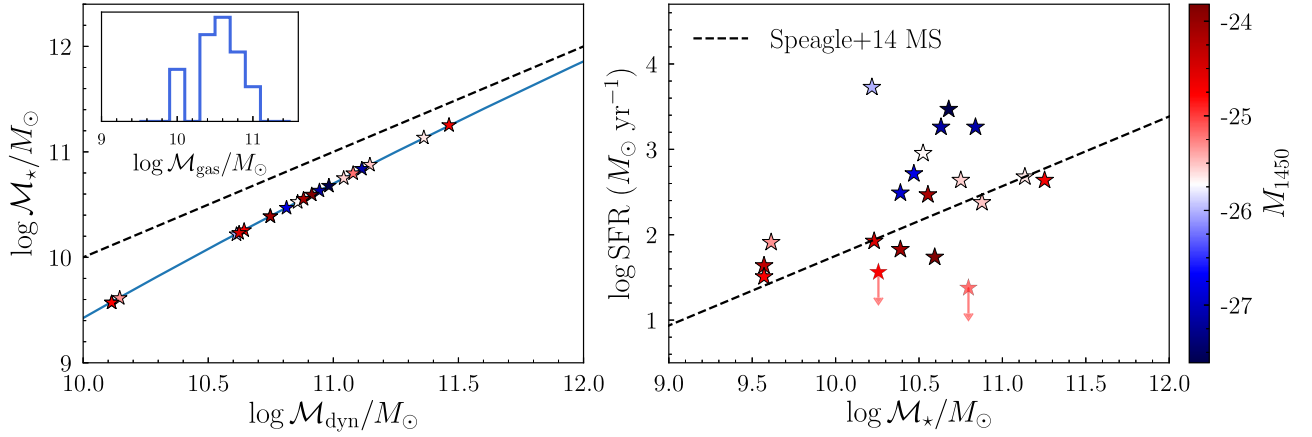 12
11
10
9
log 𝓜⋆/M⊙
9 10 11
log 𝓜gas/M⊙
10.0 10.5 11.0 11.5 12.0
log 𝓜dyn/M⊙
Speagle+14 MS
4
3
2
1
log SFR (M⊙ yr⁻¹)
9.0 9.5 10.0 10.5 11.0 11.5 12.0
log 𝓜⋆/M⊙
-24
-25
-26
-27
M₁₄₅₀